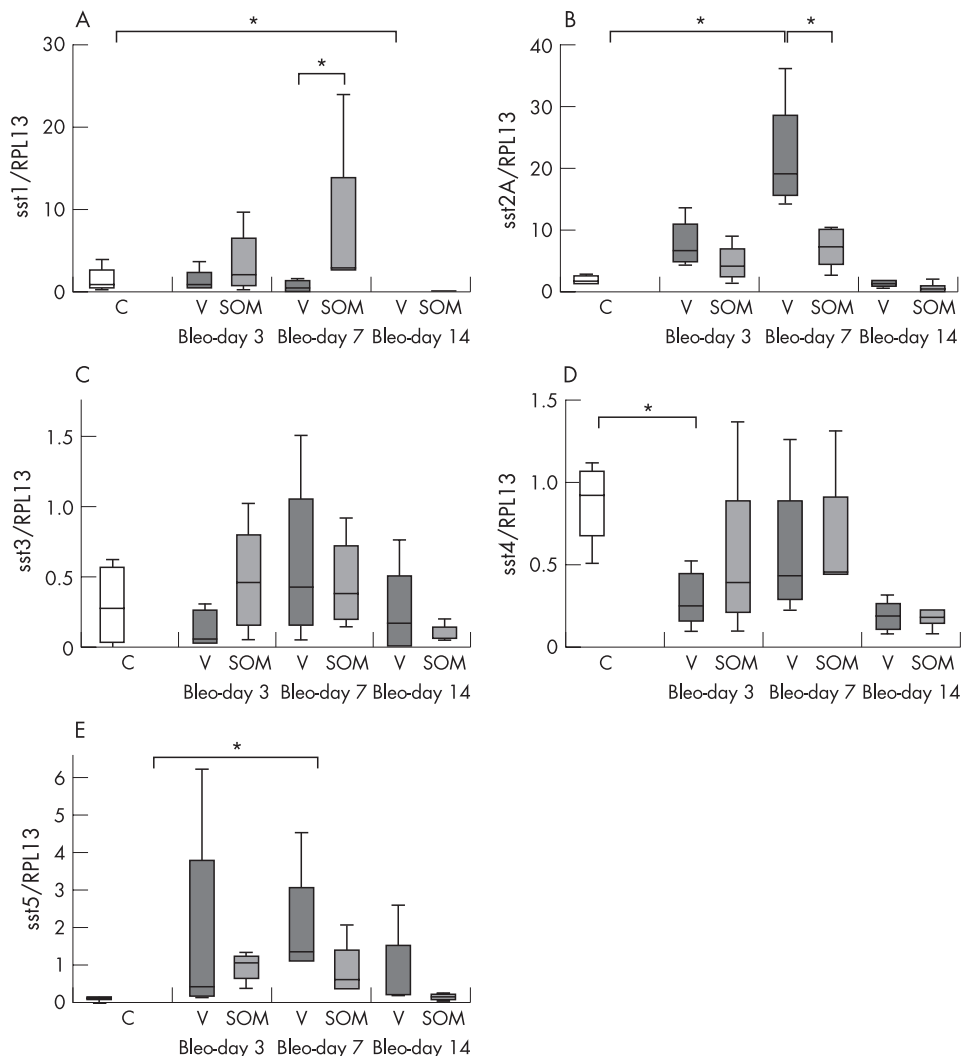 A
*
*
30
20
10
0
sst1/RPL13
C
V SOM V SOM V SOM
Bleo-day 3 Bleo-day 7 Bleo-day 14
B
* *
40
30
20
10
0
sst2A/RPL13
C
V SOM V SOM V SOM
Bleo-day 3 Bleo-day 7 Bleo-day 14
C
1.5
1.0
0.5
0
sst3/RPL13
C
V SOM V SOM V SOM
Bleo-day 3 Bleo-day 7 Bleo-day 14
D
*
1.5
1.0
0.5
0
sst4/RPL13
C
V SOM V SOM V SOM
Bleo-day 3 Bleo-day 7 Bleo-day 14
E
*
6
5
4
3
2
1
0
sst5/RPL13
C
V SOM V SOM V SOM
Bleo-day 3 Bleo-day 7 Bleo-day 14